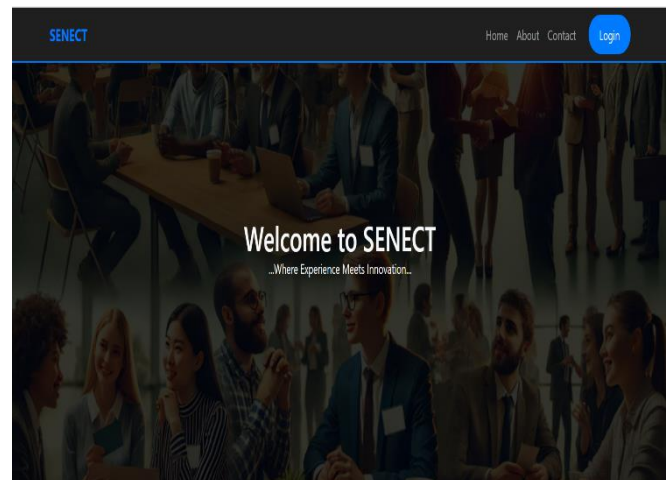 SENECT
Home About Contact Login
Welcome to SENECT
...Where Experience Meets Innovation...